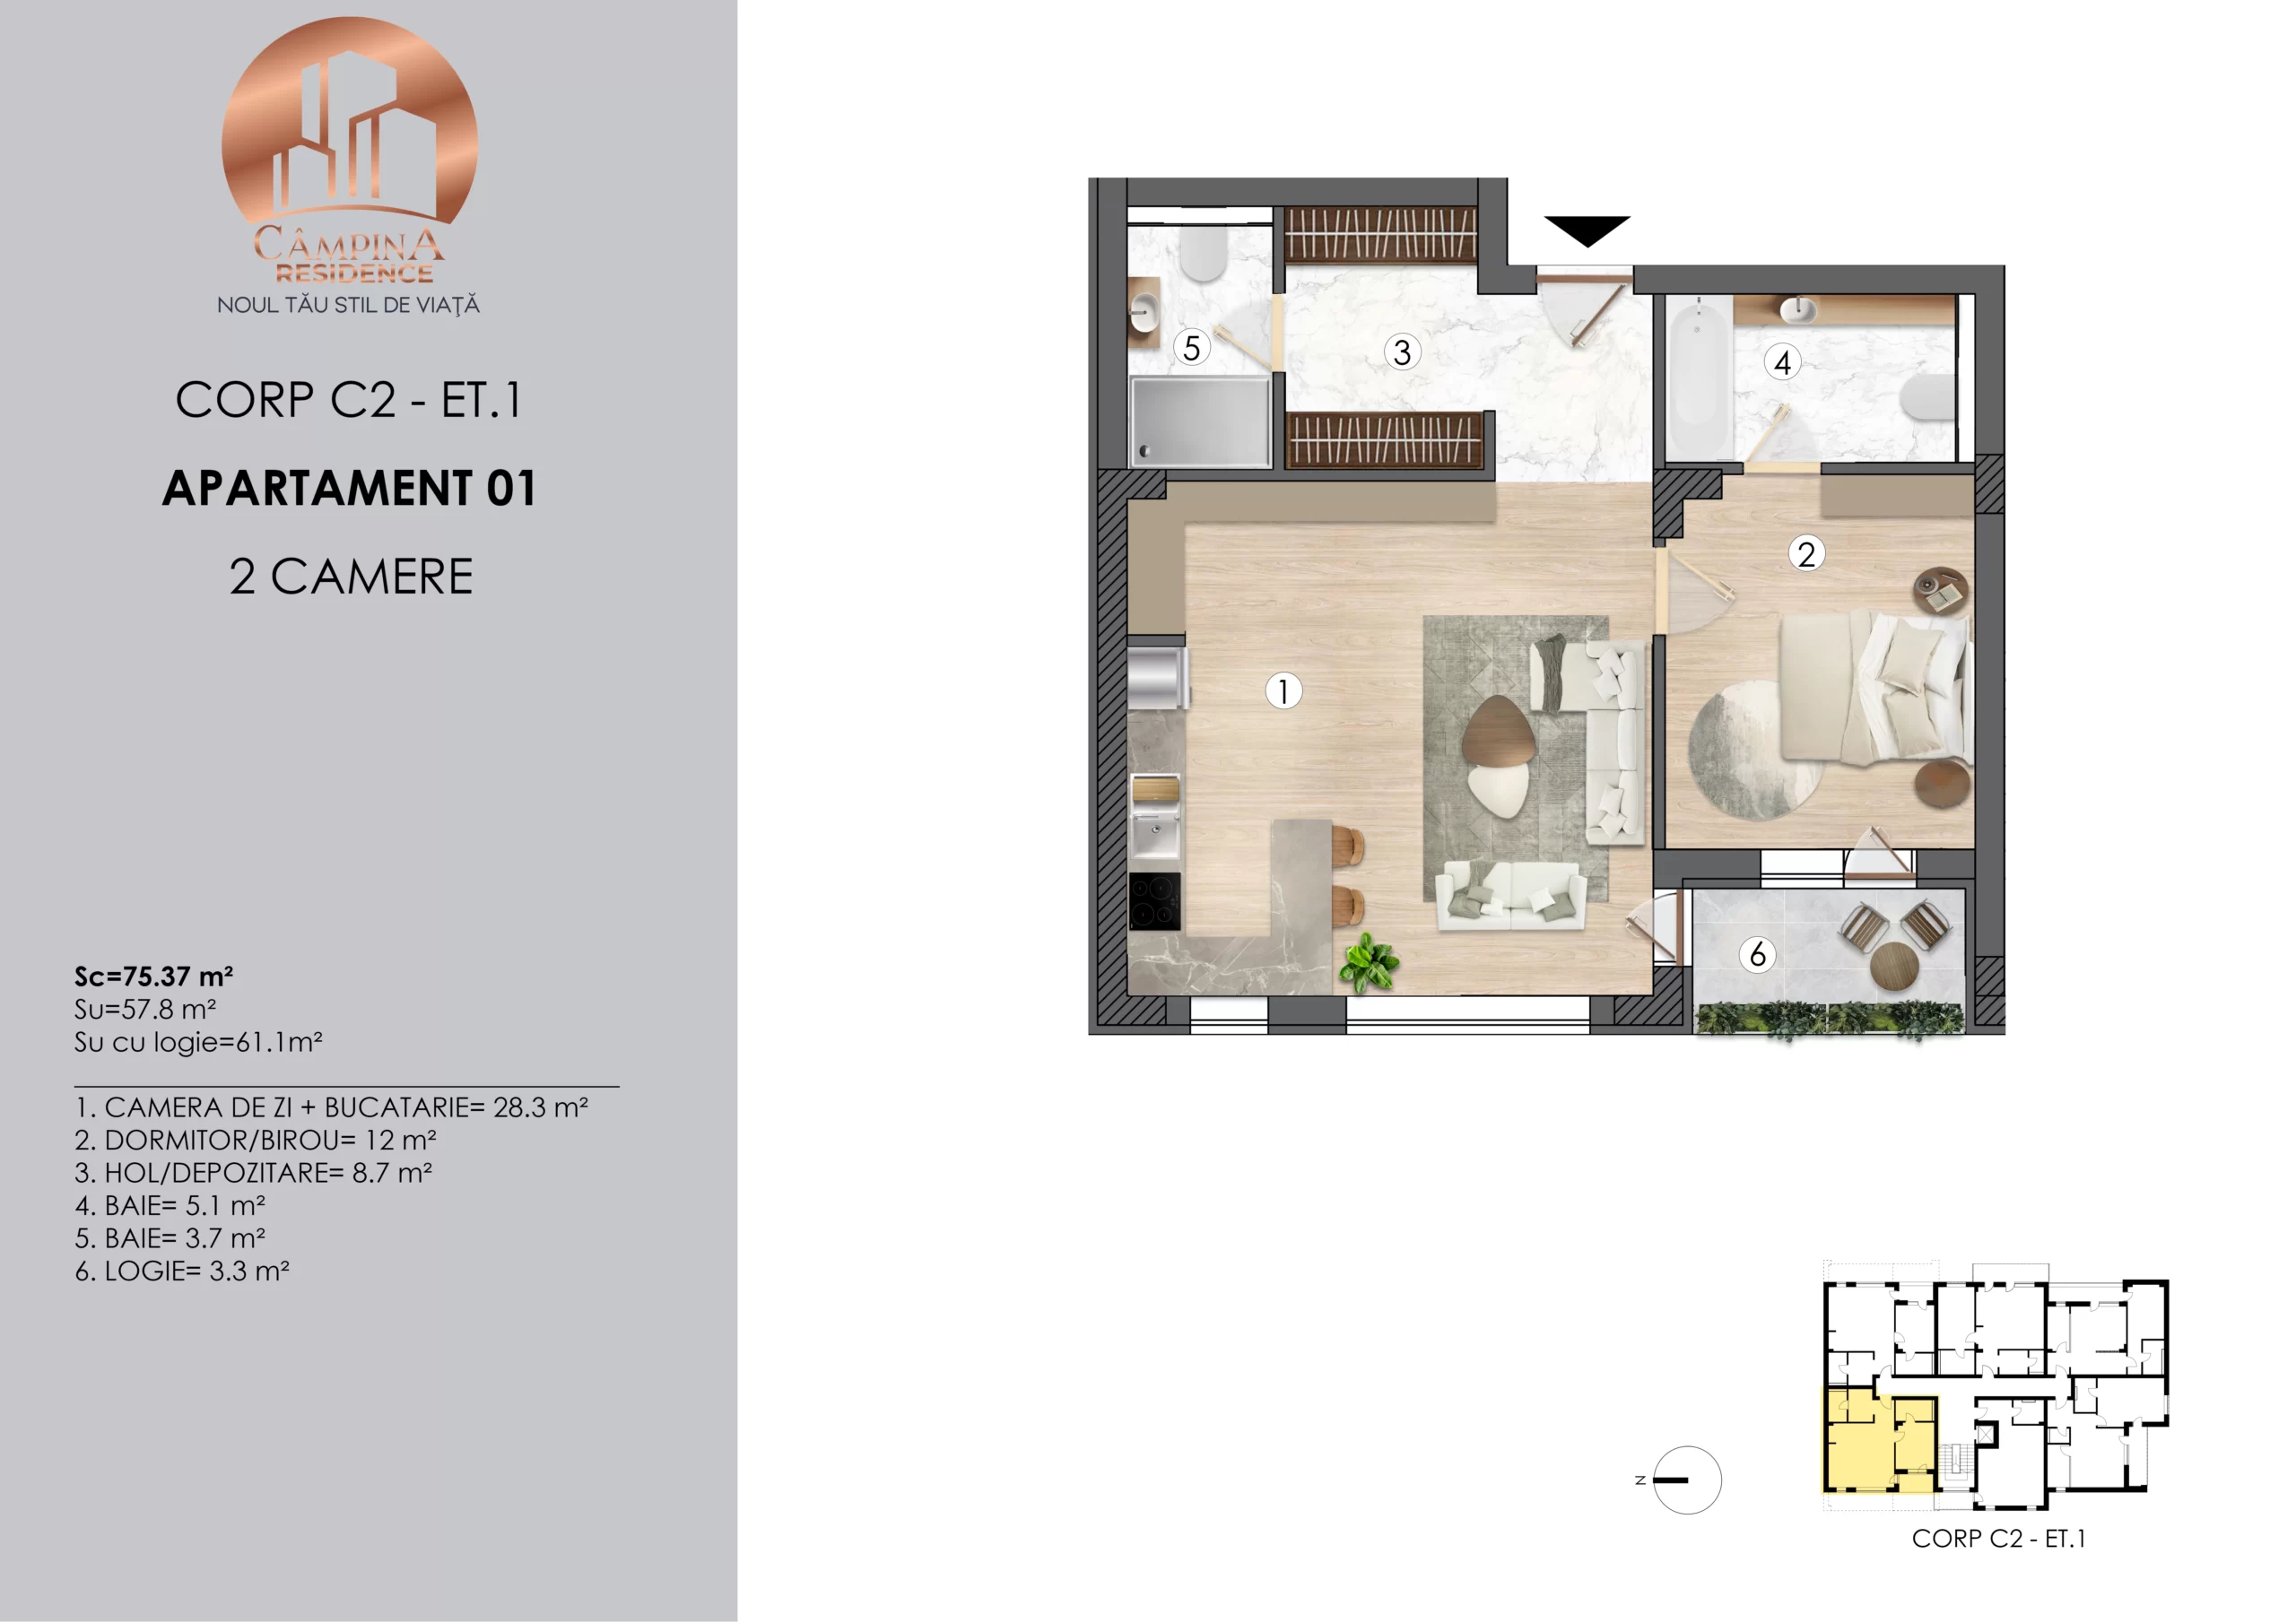 CÂMPINA
RESIDENCE
NOUL TĂU STIL DE VIAŢĂ
CORP C2 - ET.1
APARTAMENT 01
2 CAMERE
Sc=75.37 m²
Su=57.8 m²
Su cu logie=61.1m²
1. CAMERA DE ZI + BUCATARIE= 28.3 m²
2. DORMITOR/BIROU= 12 m²
3. HOL/DEPOZITARE= 8.7 m²
4. BAIE= 5.1 m²
5. BAIE= 3.7 m²
6. LOGIE= 3.3 m²
5
3
4
2
1
6
N
CORP C2 - ET.1